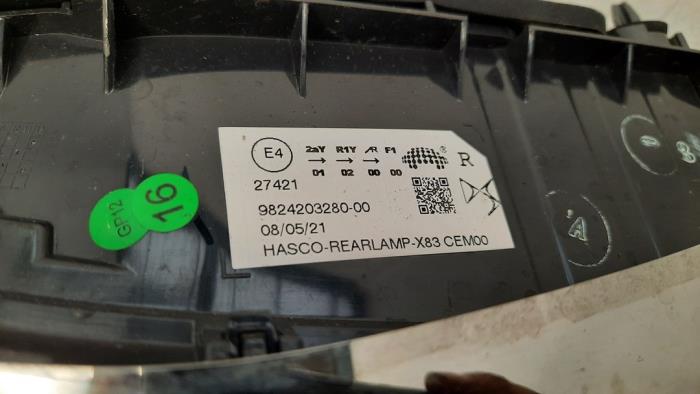 E4 2aY R1Y /R F1 ® R
→ → →
01 02 00 00
27421
9824203280-00
08/05/21
HASCO-REARLAMP-X83 CEM00
GP12
16
A